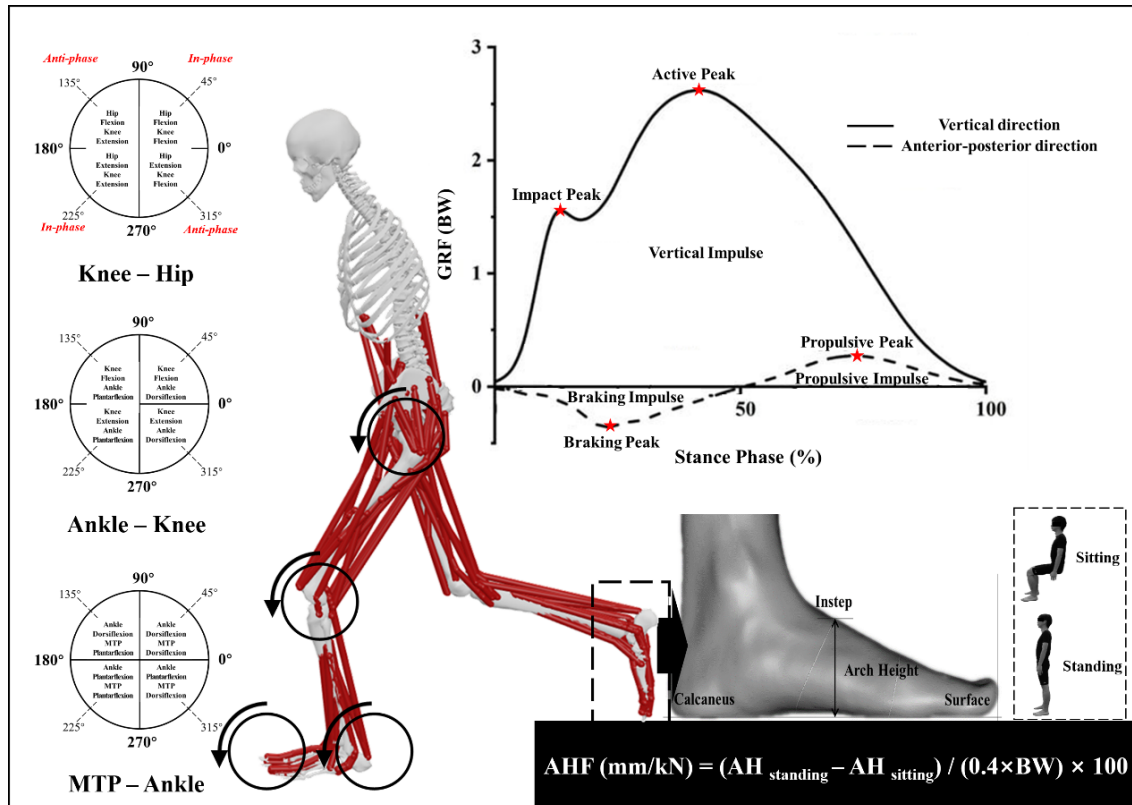 Anti-phase
In-phase
90°
135°
45°
Hip
Flexion
Knee
Extension
Hip
Flexion
Knee
Flexion
180°
0°
Hip
Extension
Knee
Extension
Hip
Extension
Knee
Flexion
225°
315°
In-phase
270°
Anti-phase
Knee – Hip
90°
135°
45°
Knee
Flexion
Ankle
Plantarflexion
Knee
Flexion
Ankle
Dorsiflexion
180°
0°
Knee
Extension
Ankle
Plantarflexion
Knee
Extension
Ankle
Dorsiflexion
225°
315°
270°
Ankle – Knee
90°
135°
45°
Ankle
Dorsiflexion
MTP
Plantarflexion
Ankle
Dorsiflexion
MTP
Dorsiflexion
180°
0°
Ankle
Plantarflexion
MTP
Plantarflexion
Ankle
Plantarflexion
MTP
Dorsiflexion
225°
315°
270°
MTP – Ankle
3
2
1
0
GRF (BW)
Active Peak
Impact Peak
Vertical direction
Anterior-posterior direction
Vertical Impulse
Propulsive Peak
Propulsive Impulse
Braking Impulse
Braking Peak
50
100
Stance Phase (%)
Instep
Arch Height
Calcaneus
Surface
Sitting
Standing
AHF (mm/kN) = (AH standing – AH sitting) / (0.4×BW) × 100